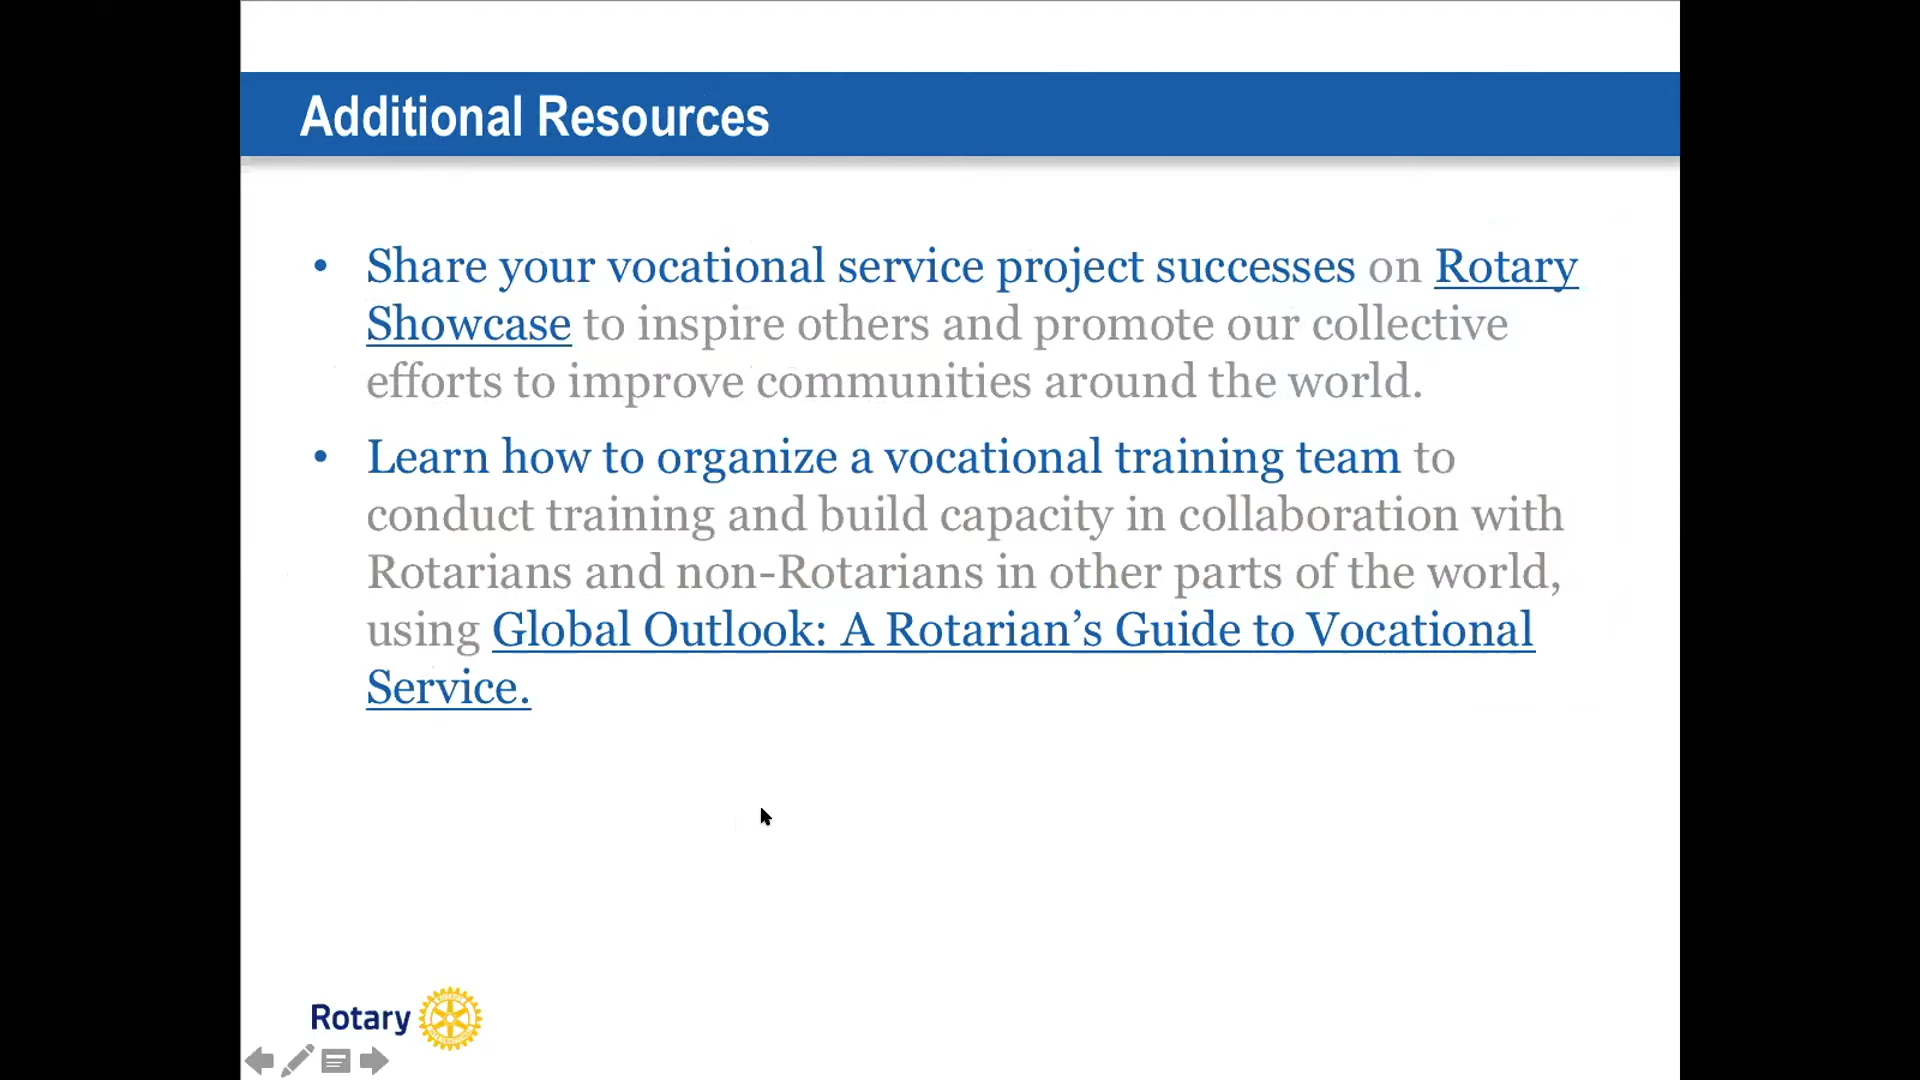 Additional Resources
• Share your vocational service project successes on Rotary
Showcase to inspire others and promote our collective
efforts to improve communities around the world.
• Learn how to organize a vocational training team to
conduct training and build capacity in collaboration with
Rotarians and non-Rotarians in other parts of the world,
using Global Outlook: A Rotarian’s Guide to Vocational
Service.
Rotary